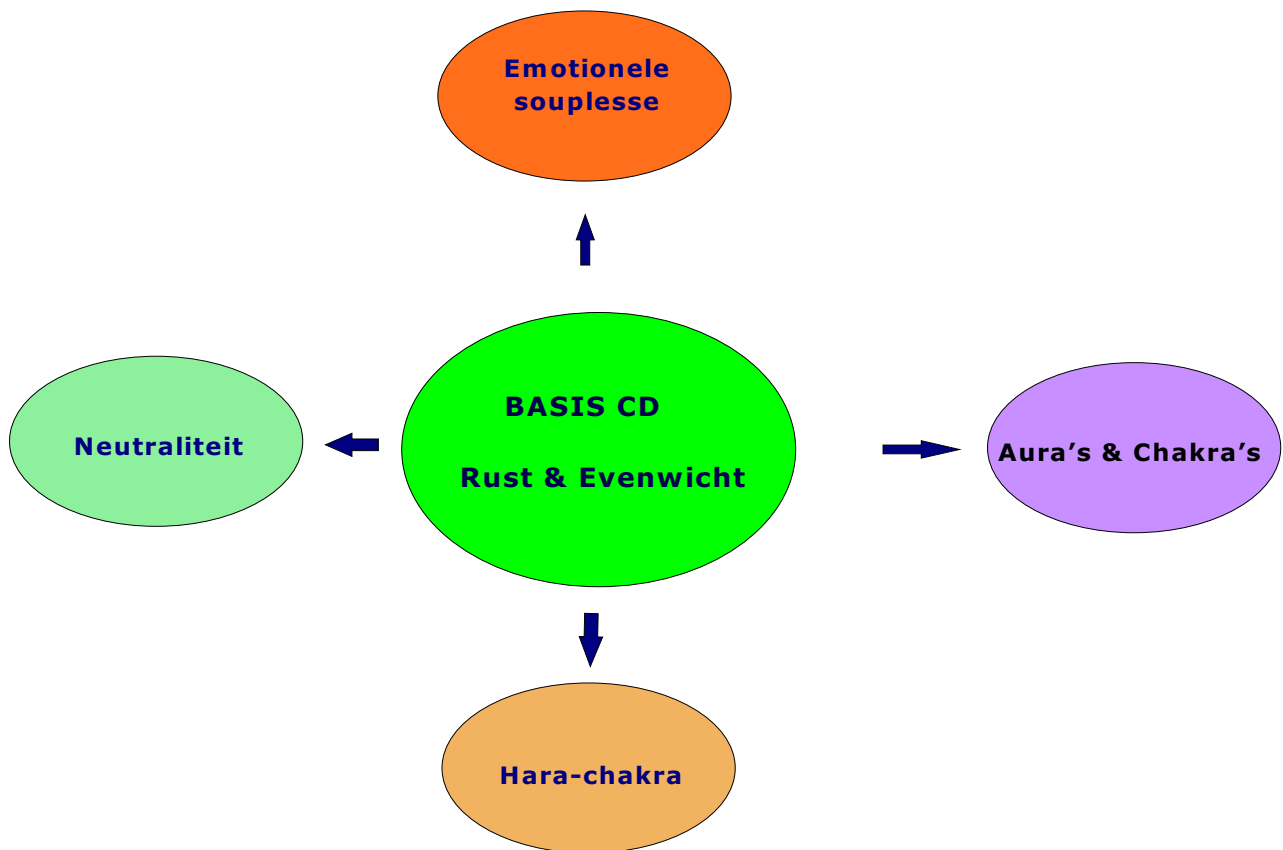 Emotionele
souplesse
BASIS CD
Rust & Evenwicht
Neutraliteit
Aura’s & Chakra’s
Hara-chakra